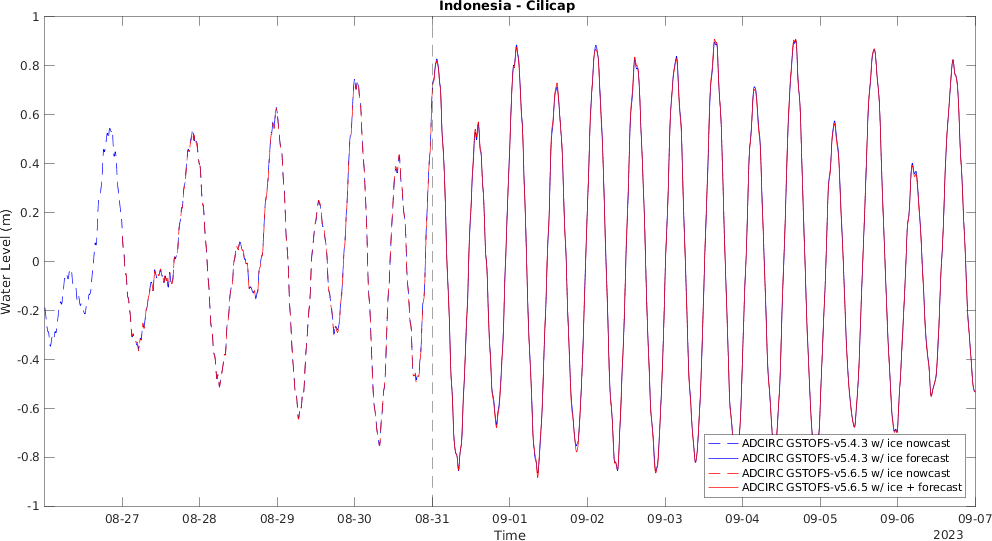 Indonesia - Cilicap
1
0.8
0.6
0.4
0.2
0
-0.2
-0.4
-0.6
-0.8
-1
Water Level (m)
ADCIRC GSTOFS-v5.4.3 w/ ice nowcast
ADCIRC GSTOFS-v5.4.3 w/ ice forecast
ADCIRC GSTOFS-v5.6.5 w/ ice nowcast
ADCIRC GSTOFS-v5.6.5 w/ ice + forecast
08-27 08-28 08-29 08-30 08-31 09-01 09-02 09-03 09-04 09-05 09-06 09-07
Time
2023